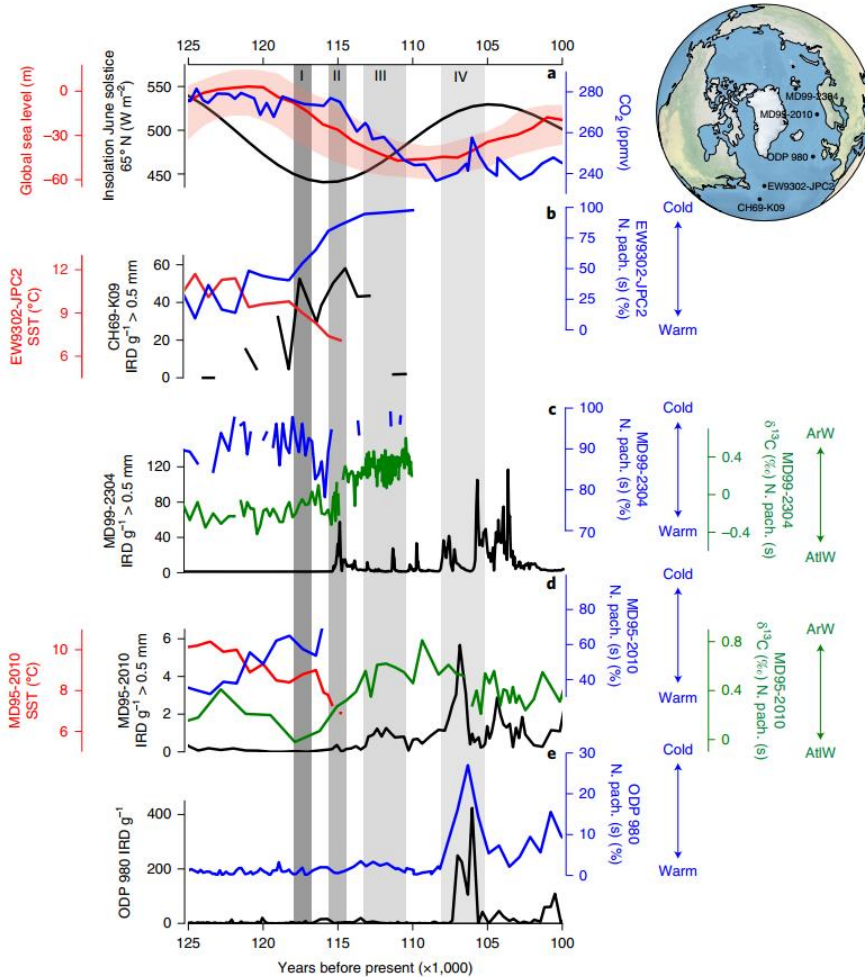 125 120 115 110 105 100
a
I II III IV
Global sea level (m)
0
−30
−60
Insolation June solstice
65° N (W m−2)
550
500
450
280
260
240
220
CO2 (ppmv)
MD99-2304
MD95-2010
ODP 980
EW9302-JPC2
CH69-K09
b
EW9302-JPC2
SST (°C)
12
9
6
CH69-K09
IRD g−1 > 0.5 mm
60
40
20
0
100
75
50
25
0
EW9302-JPC2
N. pach. (s) (%)
Cold
Warm
c
MD99-2304
IRD g−1 > 0.5 mm
120
80
40
0
100
90
80
70
MD99-2304
N. pach. (s) (%)
Cold
Warm
0.4
0
−0.4
MD99-2304
δ13C (‰) N. pach. (s)
ArW
AtlW
d
MD95-2010
SST (°C)
10
8
6
MD95-2010
IRD g−1 > 0.5 mm
6
4
2
0
80
60
40
MD95-2010
N. pach. (s) (%)
Cold
Warm
0.8
0.4
0
MD95-2010
δ13C (‰) N. pach. (s)
ArW
AtlW
e
ODP 980 IRD g−1
400
200
0
30
20
10
0
ODP 980
N. pach. (s) (%)
Cold
Warm
125 120 115 110 105 100
Years before present (×1,000)